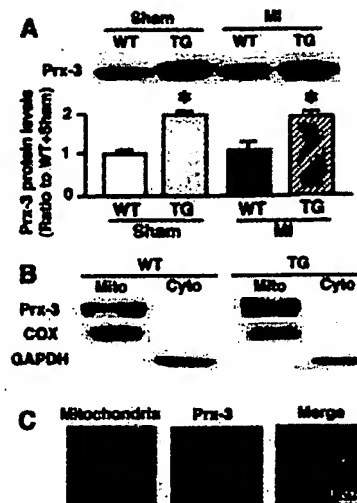 A
Sham MI
WT TG WT TG
Prx-3
Prx-3 protein levels
(Ratio to WT+Sham)
2
1
0
* *
WT TG WT TG
Sham MI
B
WT TG
Mito Cyto Mito Cyto
Prx-3
COX
GAPDH
C
Mitochondria Prx-3 Merge